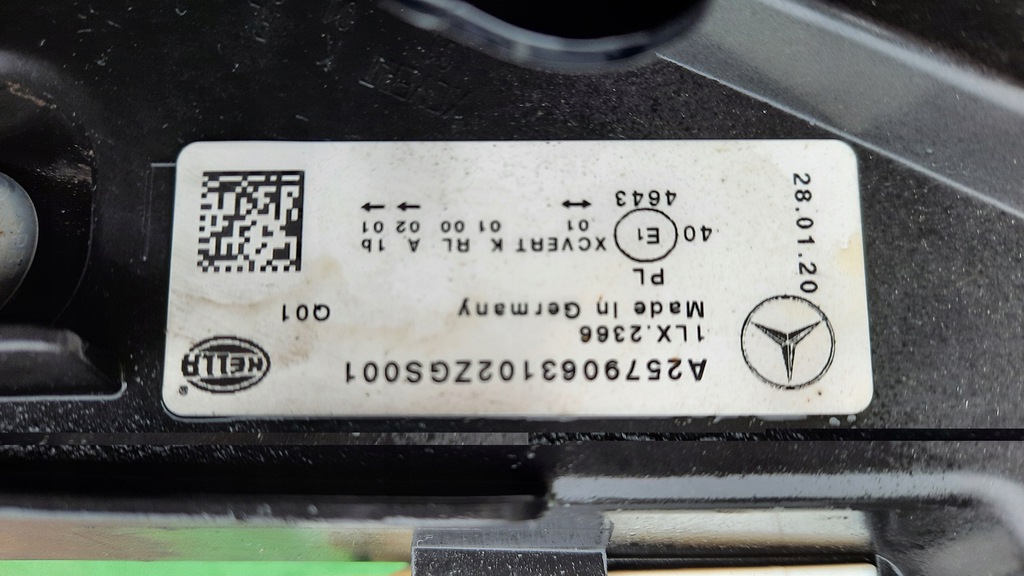 A2579063102ZGS001
1LX.2366
Made In Germany
PL
40 E1 XCVERT K RL A 1b
01 01 00 02 01
4643
Q01
HELLA
®
28.01.20